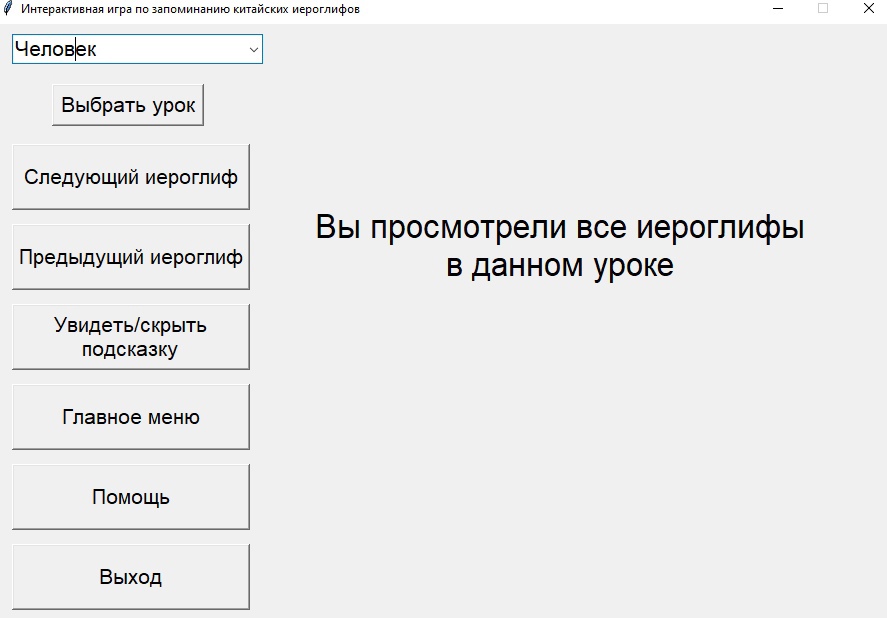 Интерактивная игра по запоминанию китайских иероглифов
Человек
Выбрать урок
Следующий иероглиф
Предыдущий иероглиф
Увидеть/скрыть
подсказку
Главное меню
Помощь
Выход
Вы просмотрели все иероглифы
в данном уроке